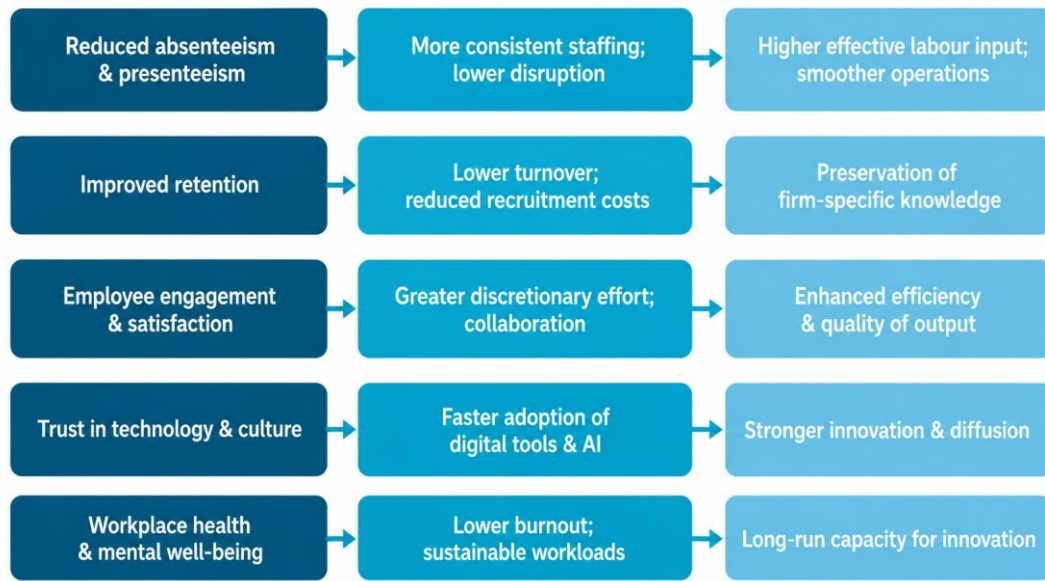 Reduced absenteeism
& presenteeism
More consistent staffing;
lower disruption
Higher effective labour input;
smoother operations
Improved retention
Lower turnover;
reduced recruitment costs
Preservation of
firm-specific knowledge
Employee engagement
& satisfaction
Greater discretionary effort;
collaboration
Enhanced efficiency
& quality of output
Trust in technology & culture
Faster adoption of
digital tools & AI
Stronger innovation & diffusion
Workplace health
& mental well-being
Lower burnout;
sustainable workloads
Long-run capacity for innovation